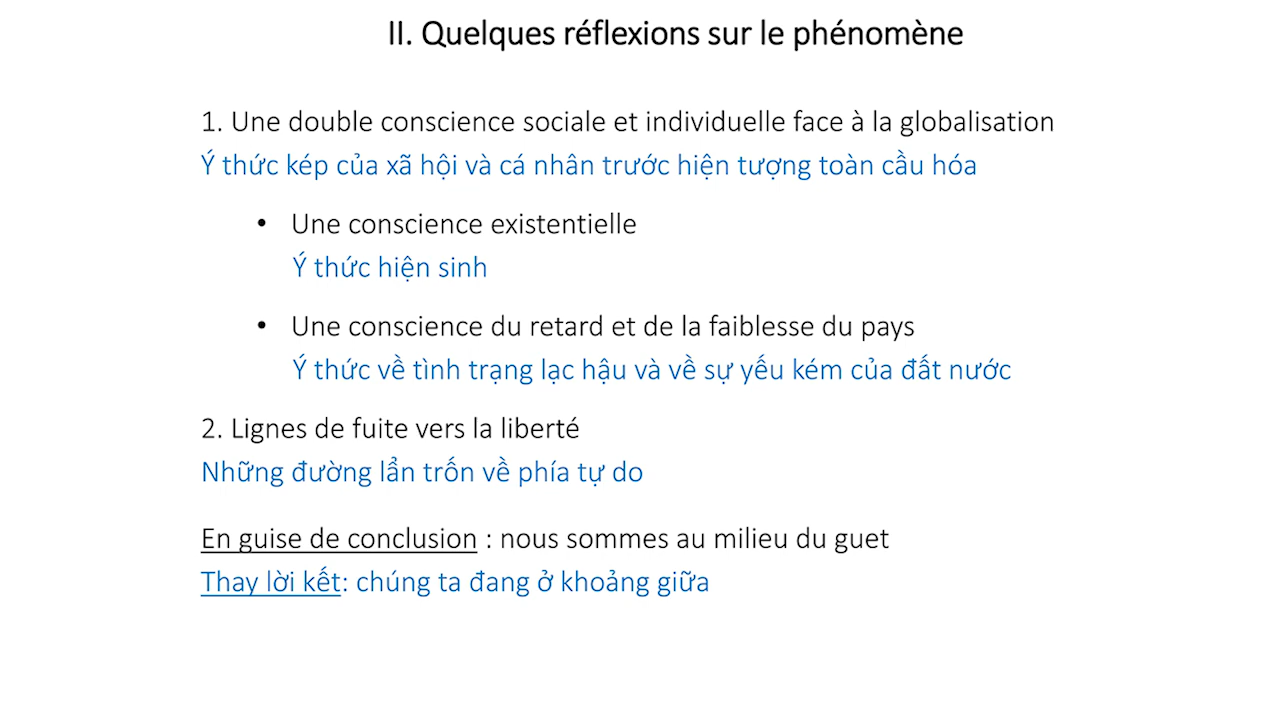 II. Quelques réflexions sur le phénomène
1. Une double conscience sociale et individuelle face à la globalisation
Ý thức kép của xã hội và cá nhân trước hiện tượng toàn cầu hóa
• Une conscience existentielle
Ý thức hiện sinh
• Une conscience du retard et de la faiblesse du pays
Ý thức về tình trạng lạc hậu và về sự yếu kém của đất nước
2. Lignes de fuite vers la liberté
Những đường lẩn trốn về phía tự do
En guise de conclusion : nous sommes au milieu du guet
Thay lời kết: chúng ta đang ở khoảng giữa